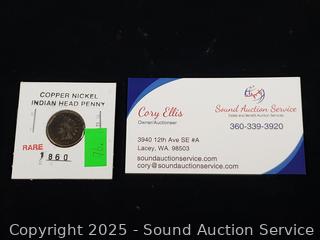 COPPER NICKEL
INDIAN HEAD PENNY
RARE
1860
Cory Ellis
Owner/Auctioneer
Sound Auction Service
Estate and Benefit Auction Services
360-339-3920
3940 12th Ave SE #A
Lacey, WA 98503
soundauctionservice.com
cory@soundauctionservice.com
Copyright 2025 - Sound Auction Service